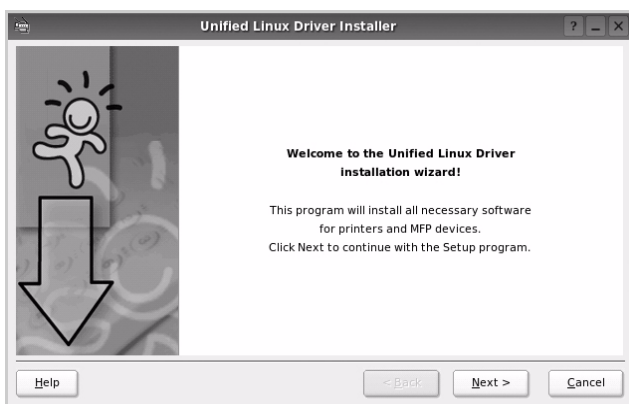 Unified Linux Driver Installer
Welcome to the Unified Linux Driver
installation wizard!
This program will install all necessary software
for printers and MFP devices.
Click Next to continue with the Setup program.
Help
< Back
Next >
Cancel